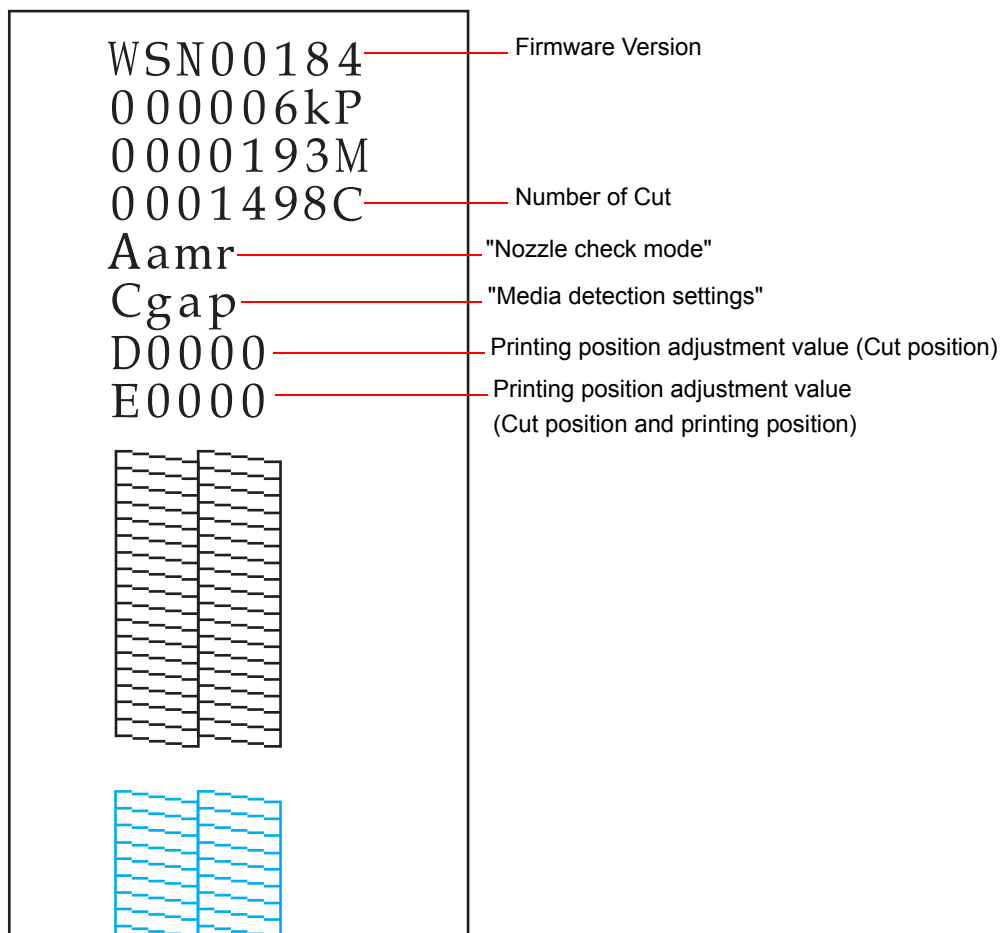 WSN00184 Firmware Version
000006kP
0000193M
0001498C Number of Cut
Aamr "Nozzle check mode"
Cgap "Media detection settings"
D0000 Printing position adjustment value (Cut position)
E0000 Printing position adjustment value
(Cut position and printing position)